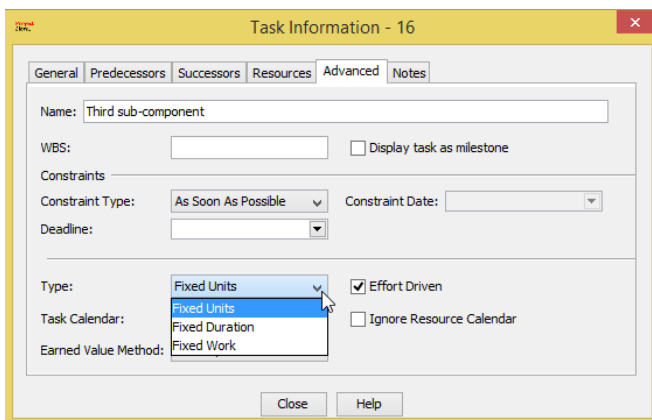 Task Information - 16
General Predecessors Successors Resources Advanced Notes
Name: Third sub-component
WBS: Display task as milestone
Constraints
Constraint Type: As Soon As Possible Constraint Date:
Deadline:
Type: Fixed Units Effort Driven
Fixed Units
Task Calendar: Fixed Duration Ignore Resource Calendar
Earned Value Method: Fixed Work
Close Help